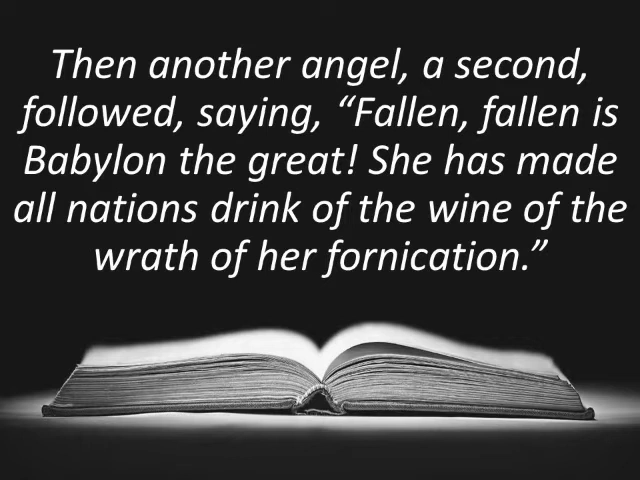 Then another angel, a second,
followed, saying, “Fallen, fallen is
Babylon the great! She has made
all nations drink of the wine of the
wrath of her fornication.”